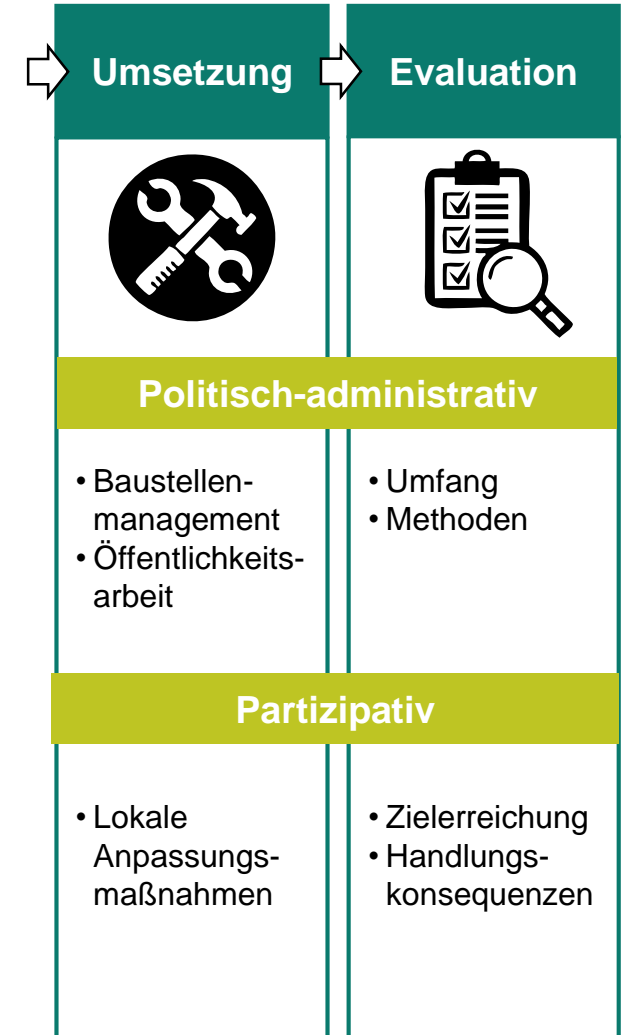 Umsetzung
Evaluation
Politisch-administrativ
• Baustellen-
management
• Öffentlichkeits-
arbeit
• Umfang
• Methoden
Partizipativ
• Lokale
Anpassungs-
maßnahmen
• Zielerreichung
• Handlungs-
konsequenzen